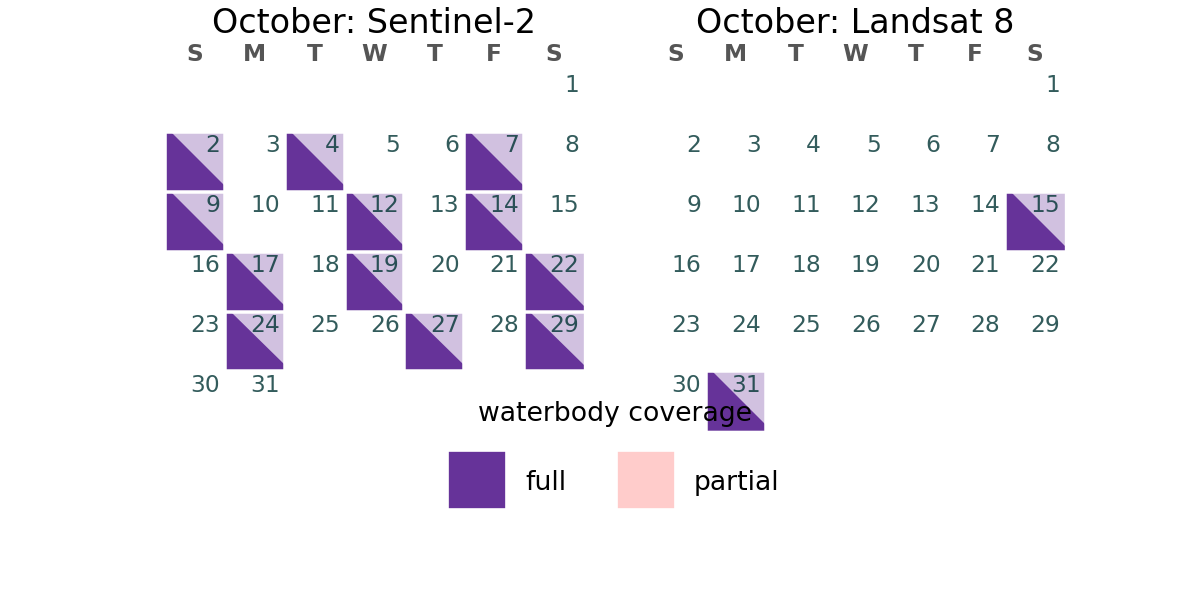 October: Sentinel-2
S M T W T F S
1
2 3 4 5 6 7 8
9 10 11 12 13 14 15
16 17 18 19 20 21 22
23 24 25 26 27 28 29
30 31
October: Landsat 8
S M T W T F S
1
2 3 4 5 6 7 8
9 10 11 12 13 14 15
16 17 18 19 20 21 22
23 24 25 26 27 28 29
30 31
waterbody coverage
full partial